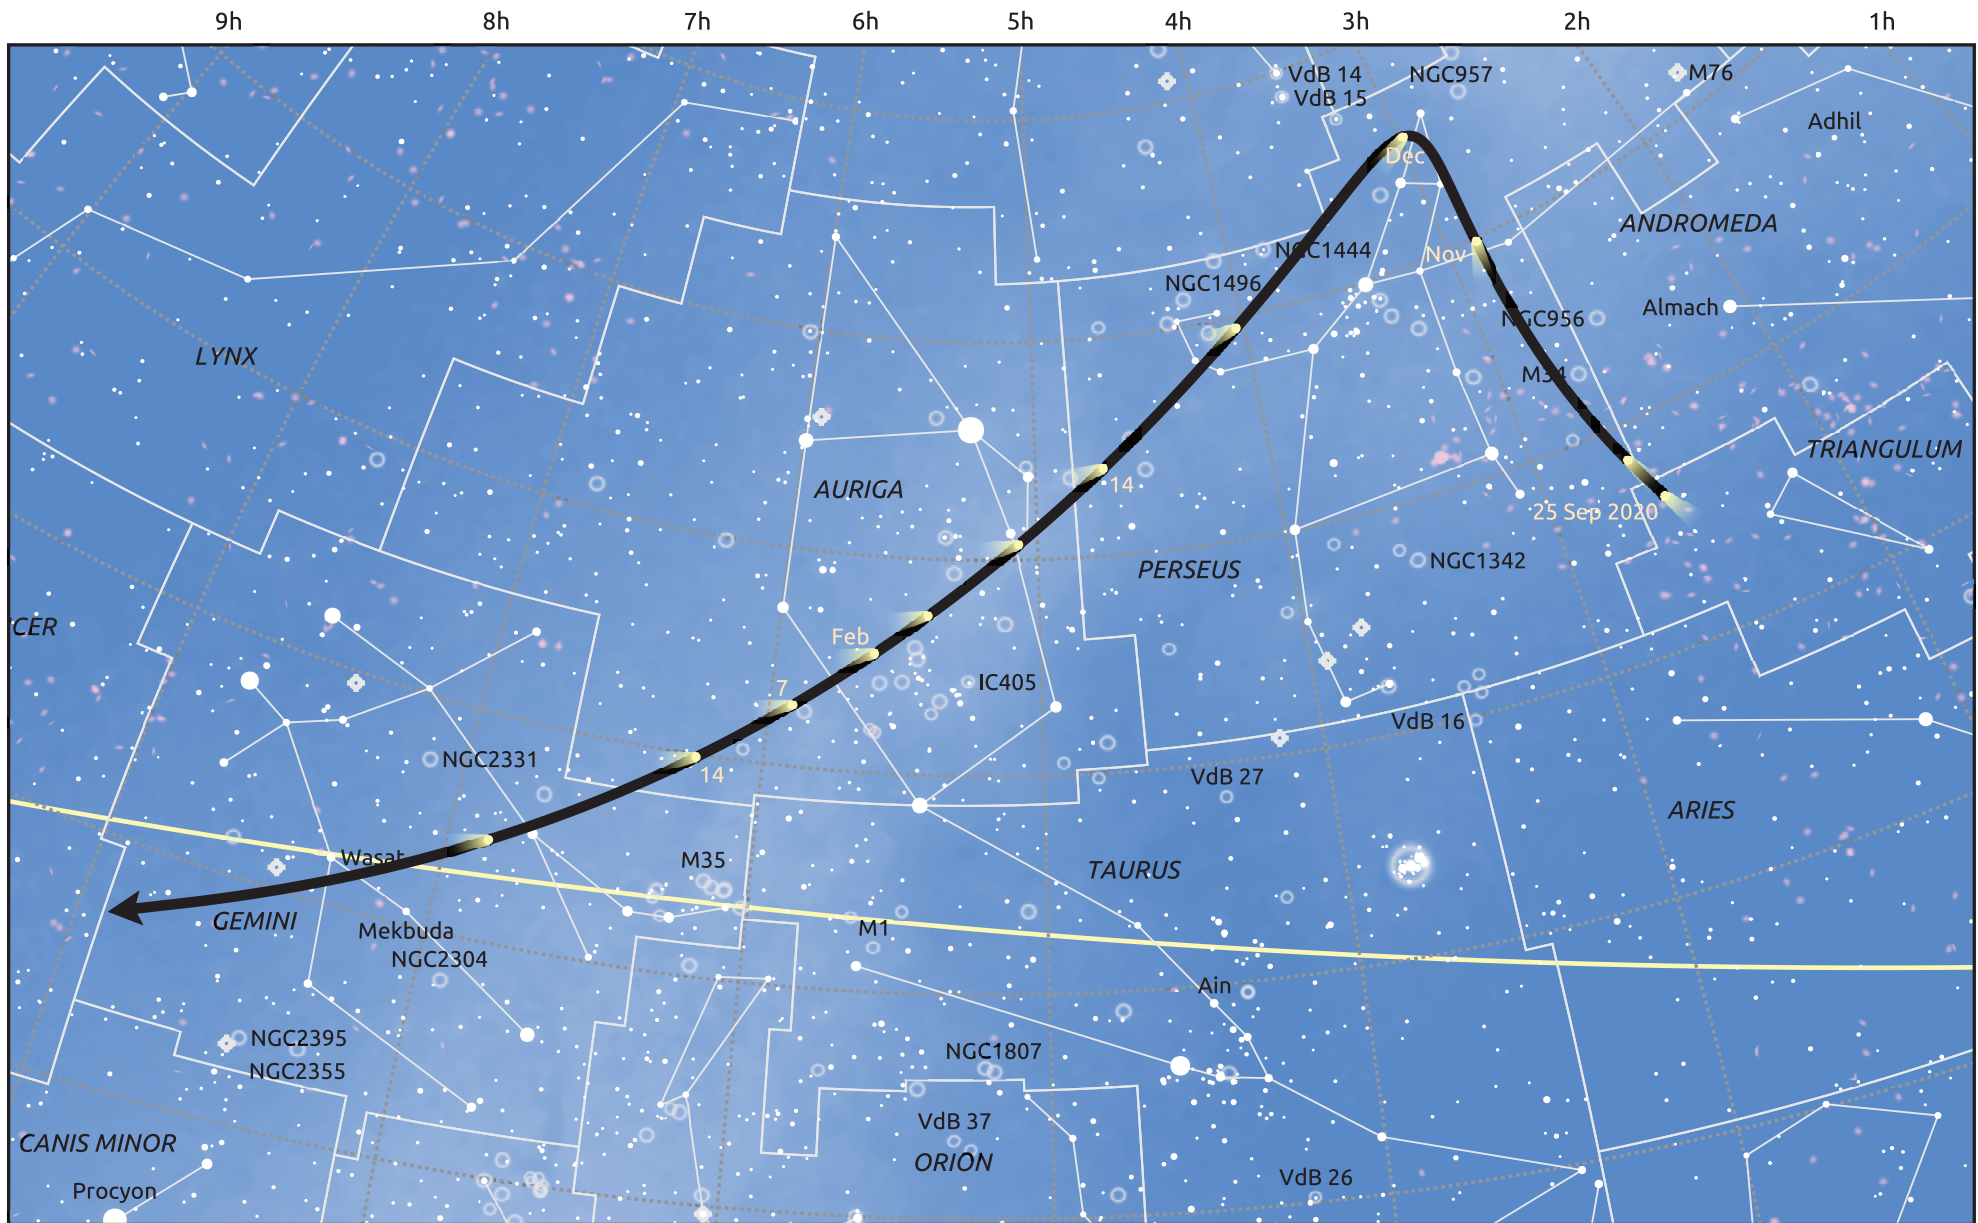 9h 8h 7h 6h 5h 4h 3h 2h 1h
VdB 14
NGC957
M76
VdB 15
Adhil
Dec
ANDROMEDA
NGC1444
Nov
NGC1496
Almach
NGC956
LYNX
M34
TRIANGULUM
AURIGA
14
25 Sep 2020
NGC1342
PERSEUS
CER
Feb
IC405
7
VdB 16
NGC2331
14
VdB 27
ARIES
Wasat
M35
TAURUS
GEMINI
Mekbuda
M1
NGC2304
Ain
NGC2395
NGC1807
NGC2355
VdB 37
CANIS MINOR
ORION
VdB 26
Procyon